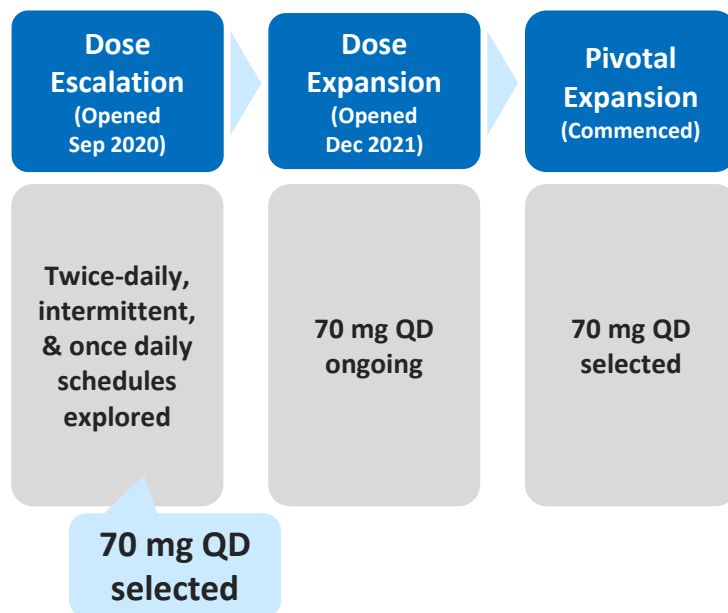 Dose
Escalation
(Opened
Sep 2020)
Dose
Expansion
(Opened
Dec 2021)
Pivotal
Expansion
(Commenced)
Twice-daily,
intermittent,
& once daily
schedules
explored
70 mg QD
ongoing
70 mg QD
selected
70 mg QD
selected